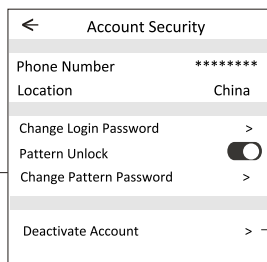 Account Security
Phone Number ********
Location China
Change Login Password >
Pattern Unlock
Change Pattern Password >
Deactivate Account >